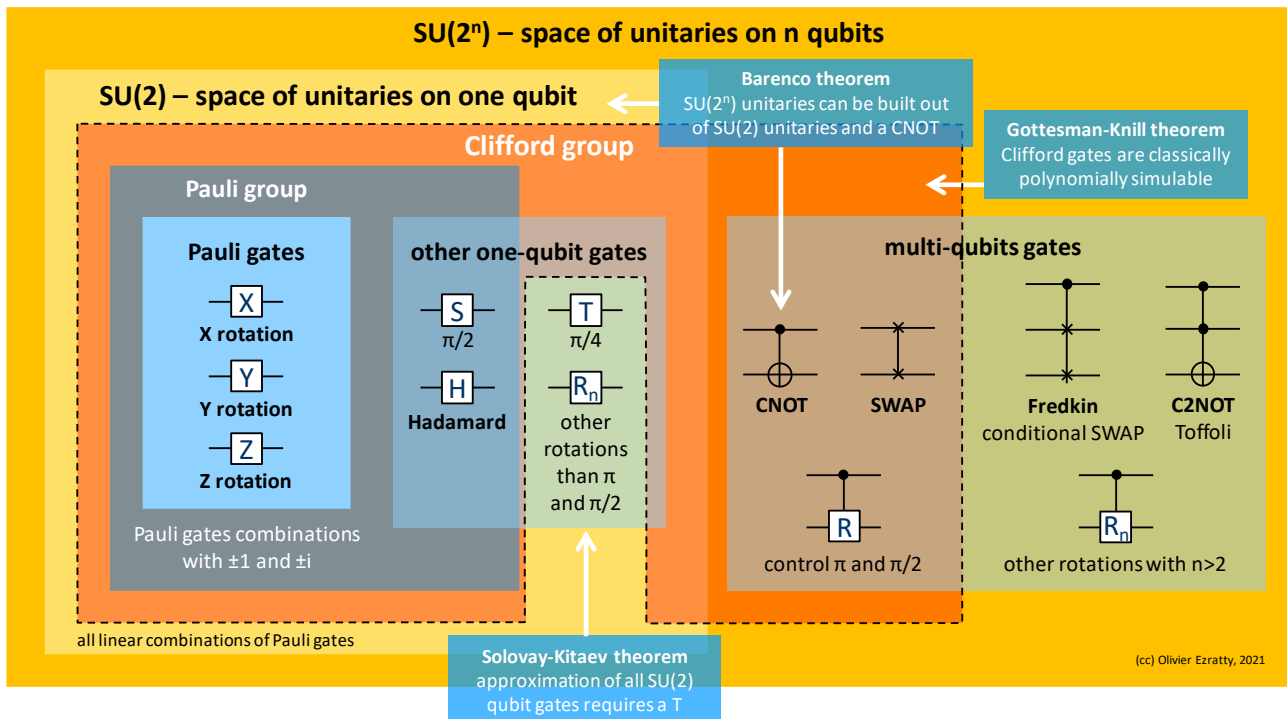 SU(2ⁿ) – space of unitaries on n qubits
SU(2) – space of unitaries on one qubit
Barenco theorem
SU(2ⁿ) unitaries can be built out
of SU(2) unitaries and a CNOT
Gottesman-Knill theorem
Clifford gates are classically
polynomially simulable
Clifford group
Pauli group
Pauli gates
X
X rotation
Y
Y rotation
Z
Z rotation
Pauli gates combinations
with ±1 and ±i
other one-qubit gates
S
π/2
H
Hadamard
T
π/4
Rₙ
other
rotations
than π
and π/2
multi-qubits gates
CNOT
SWAP
Fredkin
conditional SWAP
C2NOT
Toffoli
R
control π and π/2
Rₙ
other rotations with n>2
all linear combinations of Pauli gates
Solovay-Kitaev theorem
approximation of all SU(2)
qubit gates requires a T
(cc) Olivier Ezratty, 2021